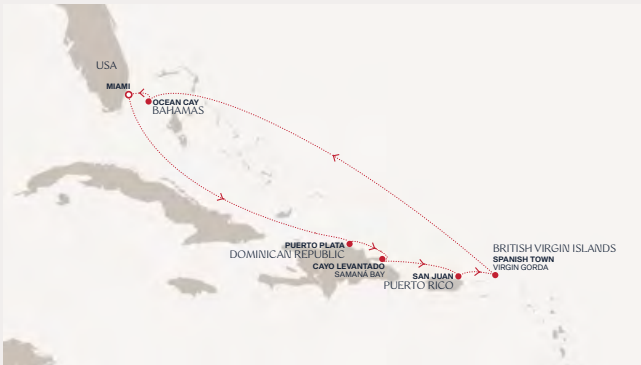 USA
MIAMI
OCEAN CAY
BAHAMAS
PUERTO PLATA
DOMINICAN REPUBLIC
CAYO LEVANTADO
SAMANÁ BAY
SAN JUAN
PUERTO RICO
BRITISH VIRGIN ISLANDS
SPANISH TOWN
VIRGIN GORDA